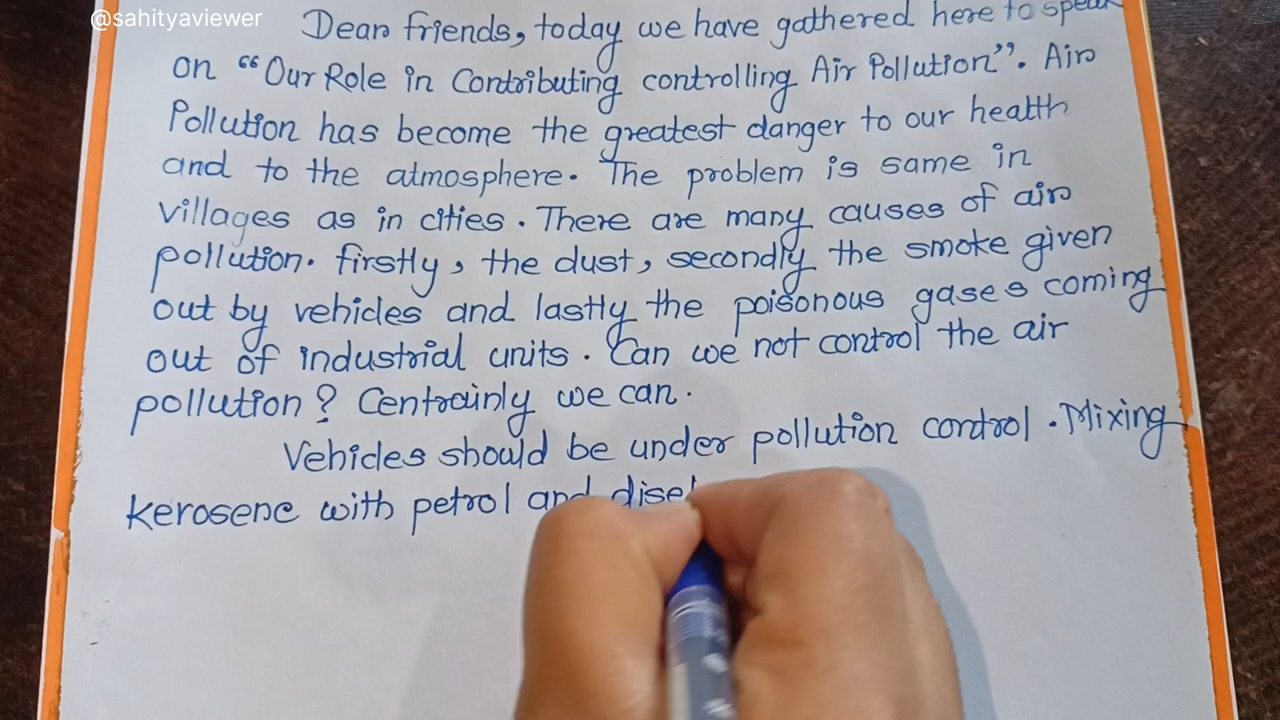 @sahityaviewer
Dear friends, today we have gathered here to speak
on "Our Role in Contributing controlling Air Pollution". Air
Pollution has become the greatest danger to our health
and to the atmosphere. The problem is same in
villages as in cities. There are many causes of air
pollution. firstly, the dust, secondly the smoke given
out by vehicles and lastly the poisonous gases coming
out of industrial units. Can we not control the air
pollution? Centrainly we can.
Vehicles should be under pollution control. Mixing
kerosene with petrol and disel